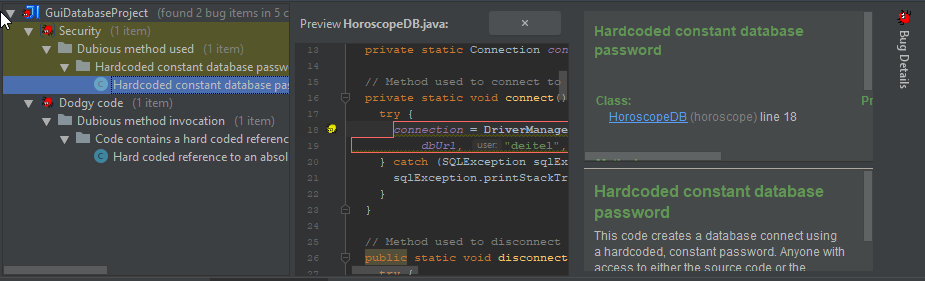 GuiDatabaseProject (found 2 bug items in 5 c
Security (1 item)
Dubious method used (1 item)
Hardcoded constant database passw
Hardcoded constant database pas
Dodgy code (1 item)
Dubious method invocation (1 item)
Code contains a hard coded reference
Hard coded reference to an absol
Preview HoroscopeDB.java:
13 private static Connection con
14
15 // Method used to connect to
16 private static void connect()
17 try {
18 connection = DriverManage
19 dbUrl, user: "deitel",
20 } catch (SQLException sqlEx
21 sqlException.printStackTr
22 }
23 }
24
25 // Method used to disconnect
26 public static void disconnect
27 try {
Hardcoded constant database
password
Class: Pr
HoroscopeDB (horoscope) line 18
Hardcoded constant database
password
This code creates a database connect using
a hardcoded, constant password. Anyone with
access to either the source code or the
Bug Details